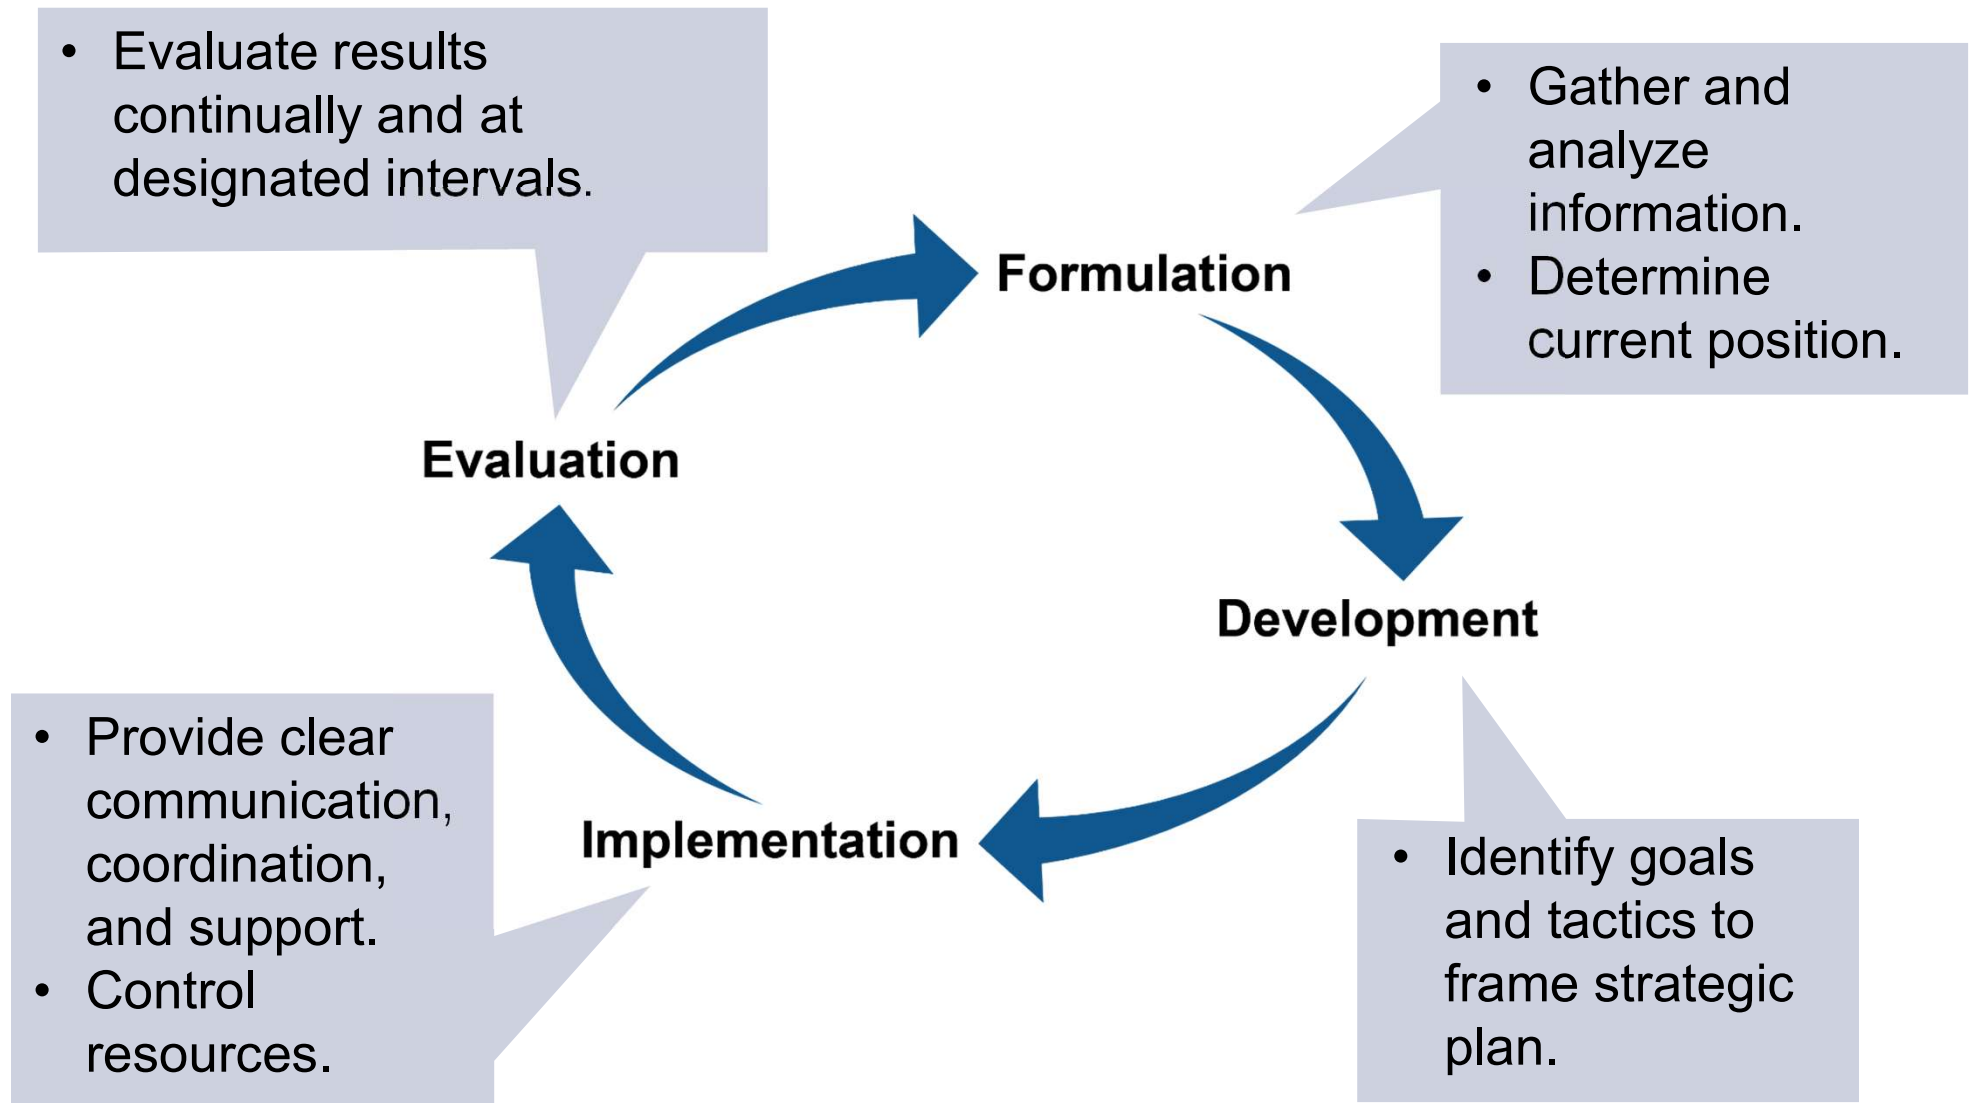 • Evaluate results
continually and at
designated intervals.
• Gather and
analyze
information.
• Determine
current position.
Formulation
Evaluation
Development
Implementation
• Provide clear
communication,
coordination,
and support.
• Control
resources.
• Identify goals
and tactics to
frame strategic
plan.